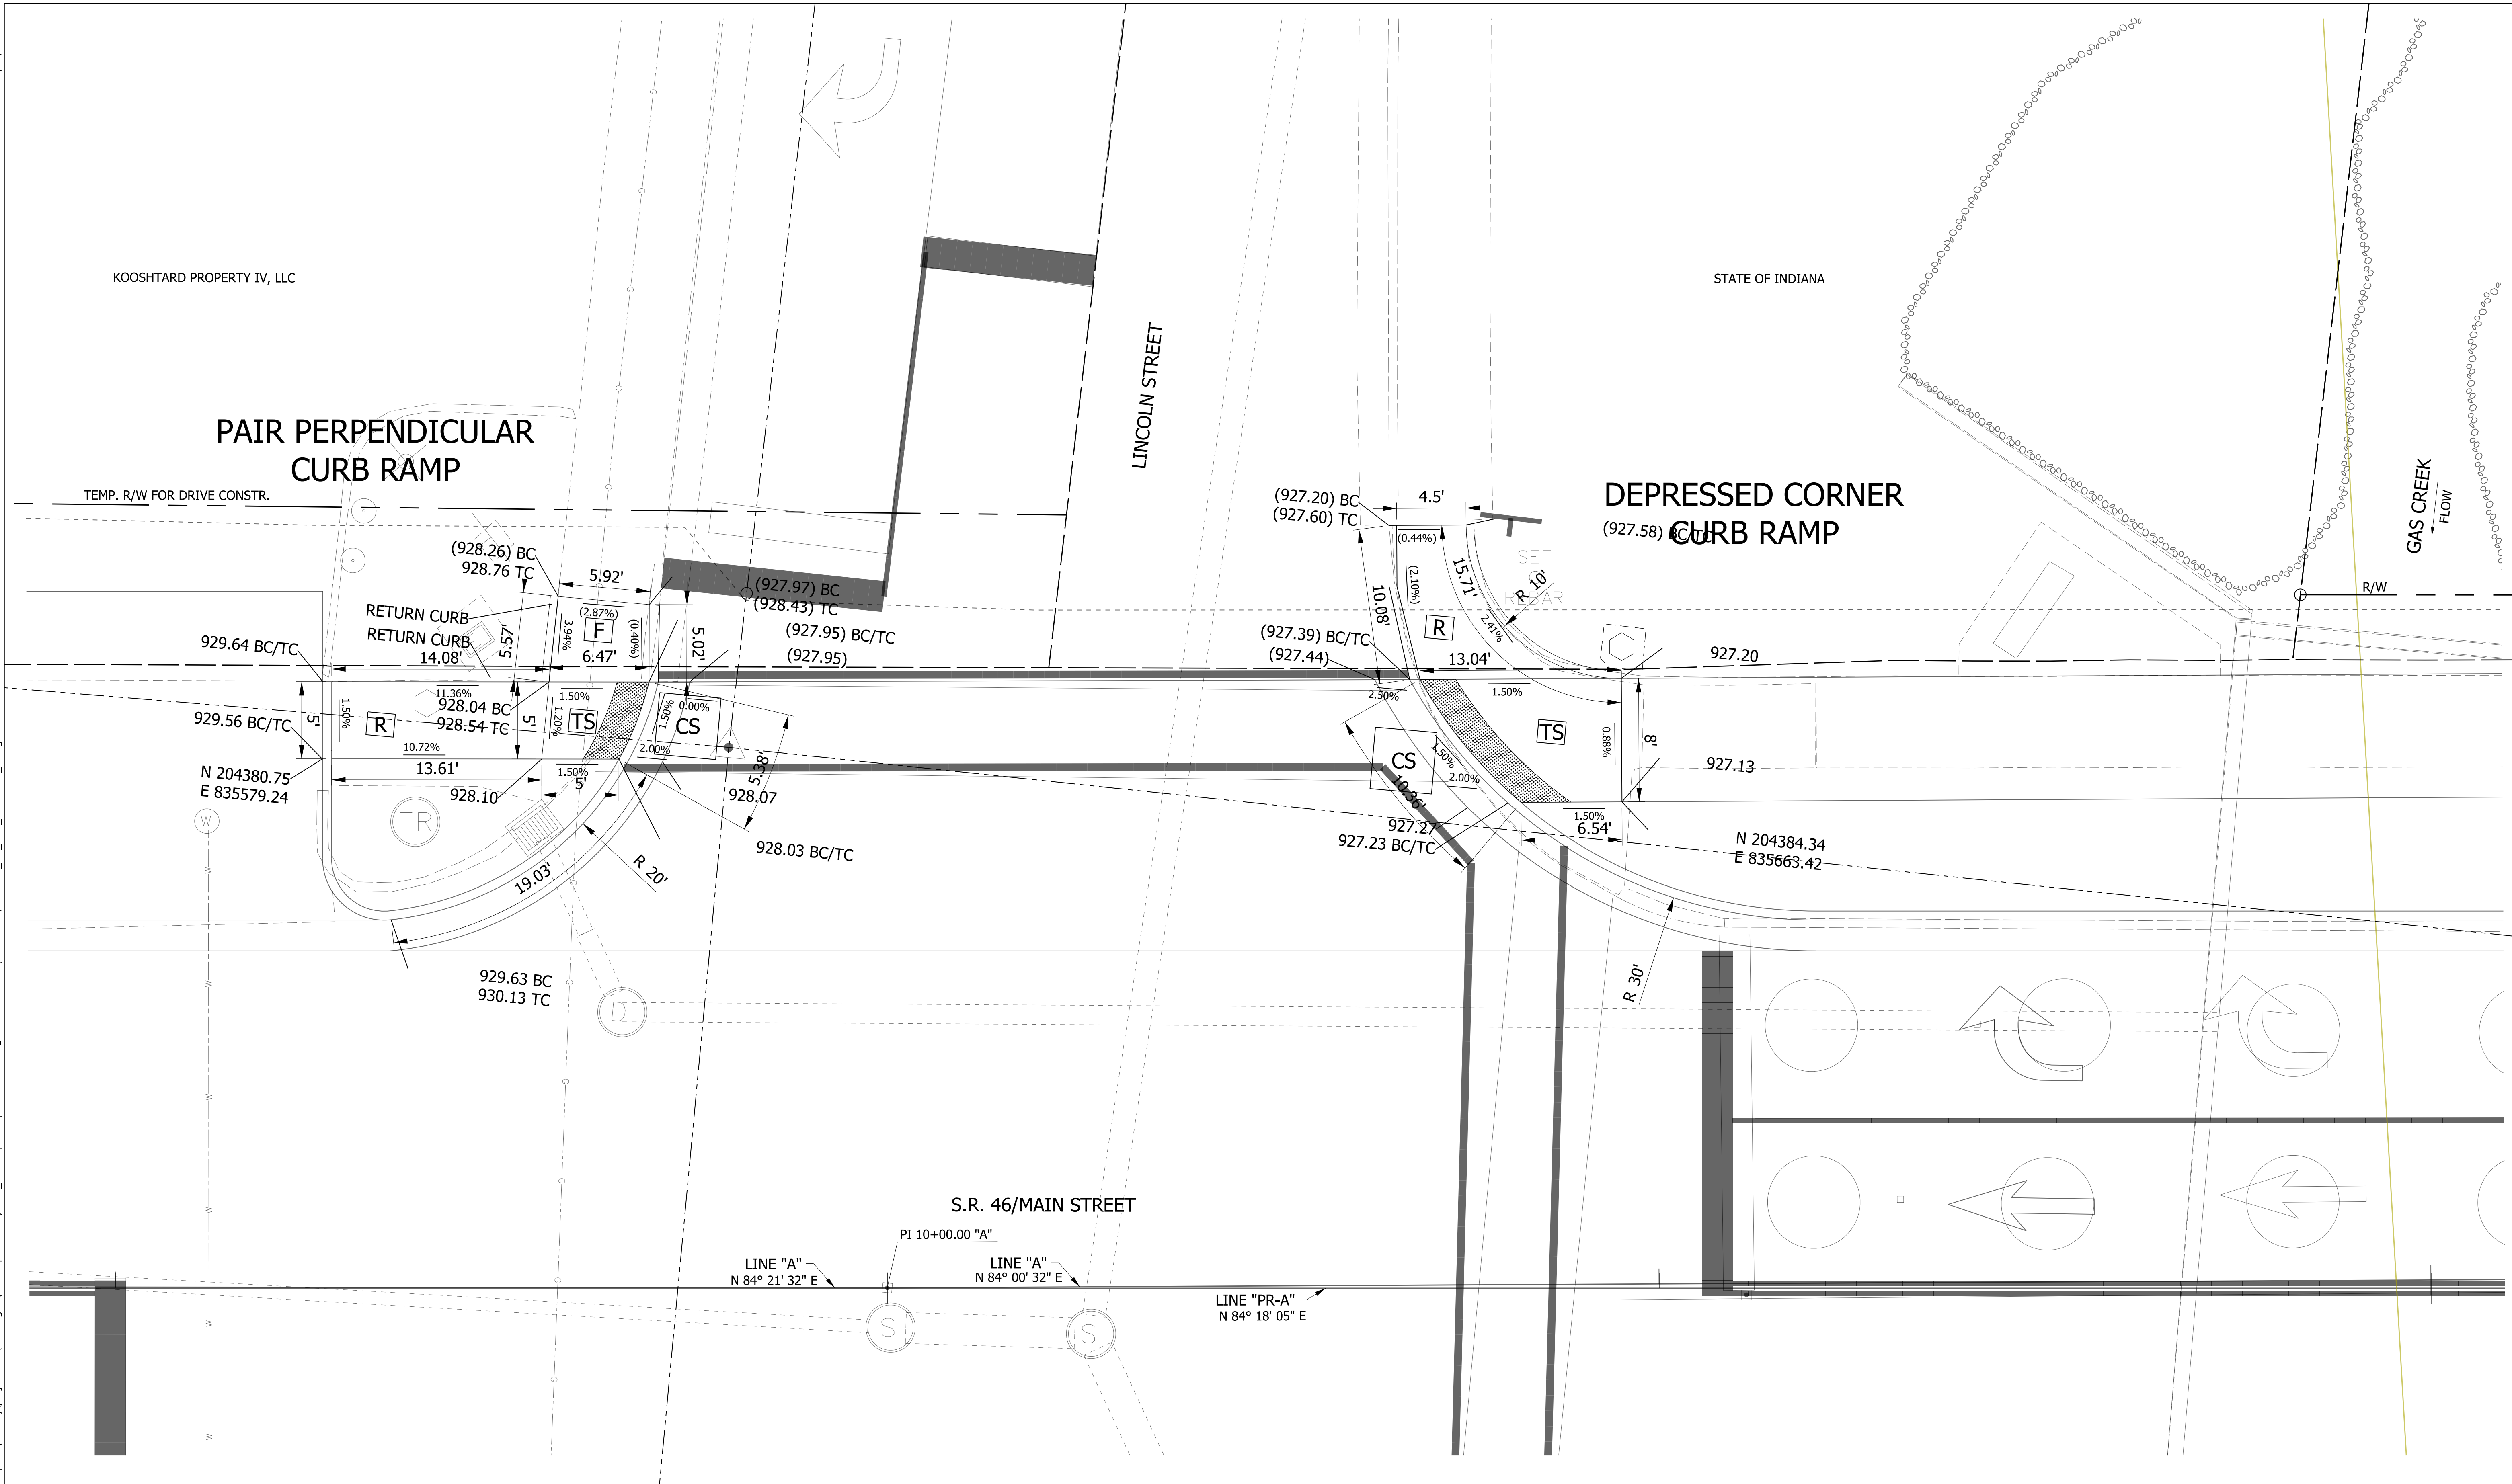 KOOSHTARD PROPERTY IV, LLC
STATE OF INDIANA
LINCOLN STREET
PAIR PERPENDICULAR
CURB RAMP
TEMP. R/W FOR DRIVE CONSTR.
DEPRESSED CORNER
CURB RAMP
(927.58) BC/TC
GAS CREEK
FLOW
R/W
(928.26) BC
928.76 TC
5.92'
(2.87%)
F
3.94%
(0.40%)
5.57'
6.47'
5.02'
RETURN CURB
RETURN CURB
14.08'
929.64 BC/TC
(927.97) BC
(928.43) TC
(927.95) BC/TC
(927.95)
11.36%
928.04 BC
928.54 TC
1.50%
5'
R
1.50%
1.20%
TS
5'
1.50%
0.00%
CS
2.00%
929.56 BC/TC
10.72%
13.61'
1.50%
5'
5.38'
N 204380.75
E 835579.24
928.10
928.07
928.03 BC/TC
W
TR
R 20'
19.03'
929.63 BC
930.13 TC
D
(927.20) BC
(927.60) TC
4.5'
(0.44%)
(2.10%)
15.71'
10.08'
R
2.41%
R 10'
SET
REBAR
(927.39) BC/TC
(927.44)
13.04'
927.20
2.50%
1.50%
TS
0.88%
8'
CS
1.50%
2.00%
10.36'
927.13
1.50%
6.54'
927.27
927.23 BC/TC
N 204384.34
E 835663.42
R 30'
S.R. 46/MAIN STREET
PI 10+00.00 "A"
LINE "A"
N 84° 21' 32" E
LINE "A"
N 84° 00' 32" E
LINE "PR-A"
N 84° 18' 05" E
S
S
G
G
G
G
G
G
G
G
G
G
G
W
W
W
W
W
W